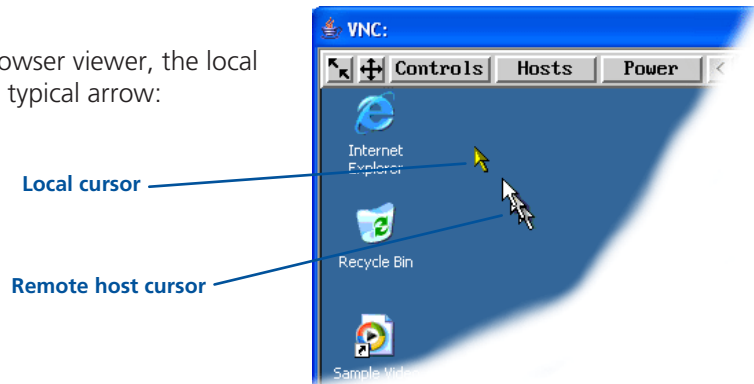 owser viewer, the local
typical arrow:
Local cursor
Remote host cursor
VNC:
Controls Hosts Power <
Internet
Explorer
Recycle Bin
Sample Video